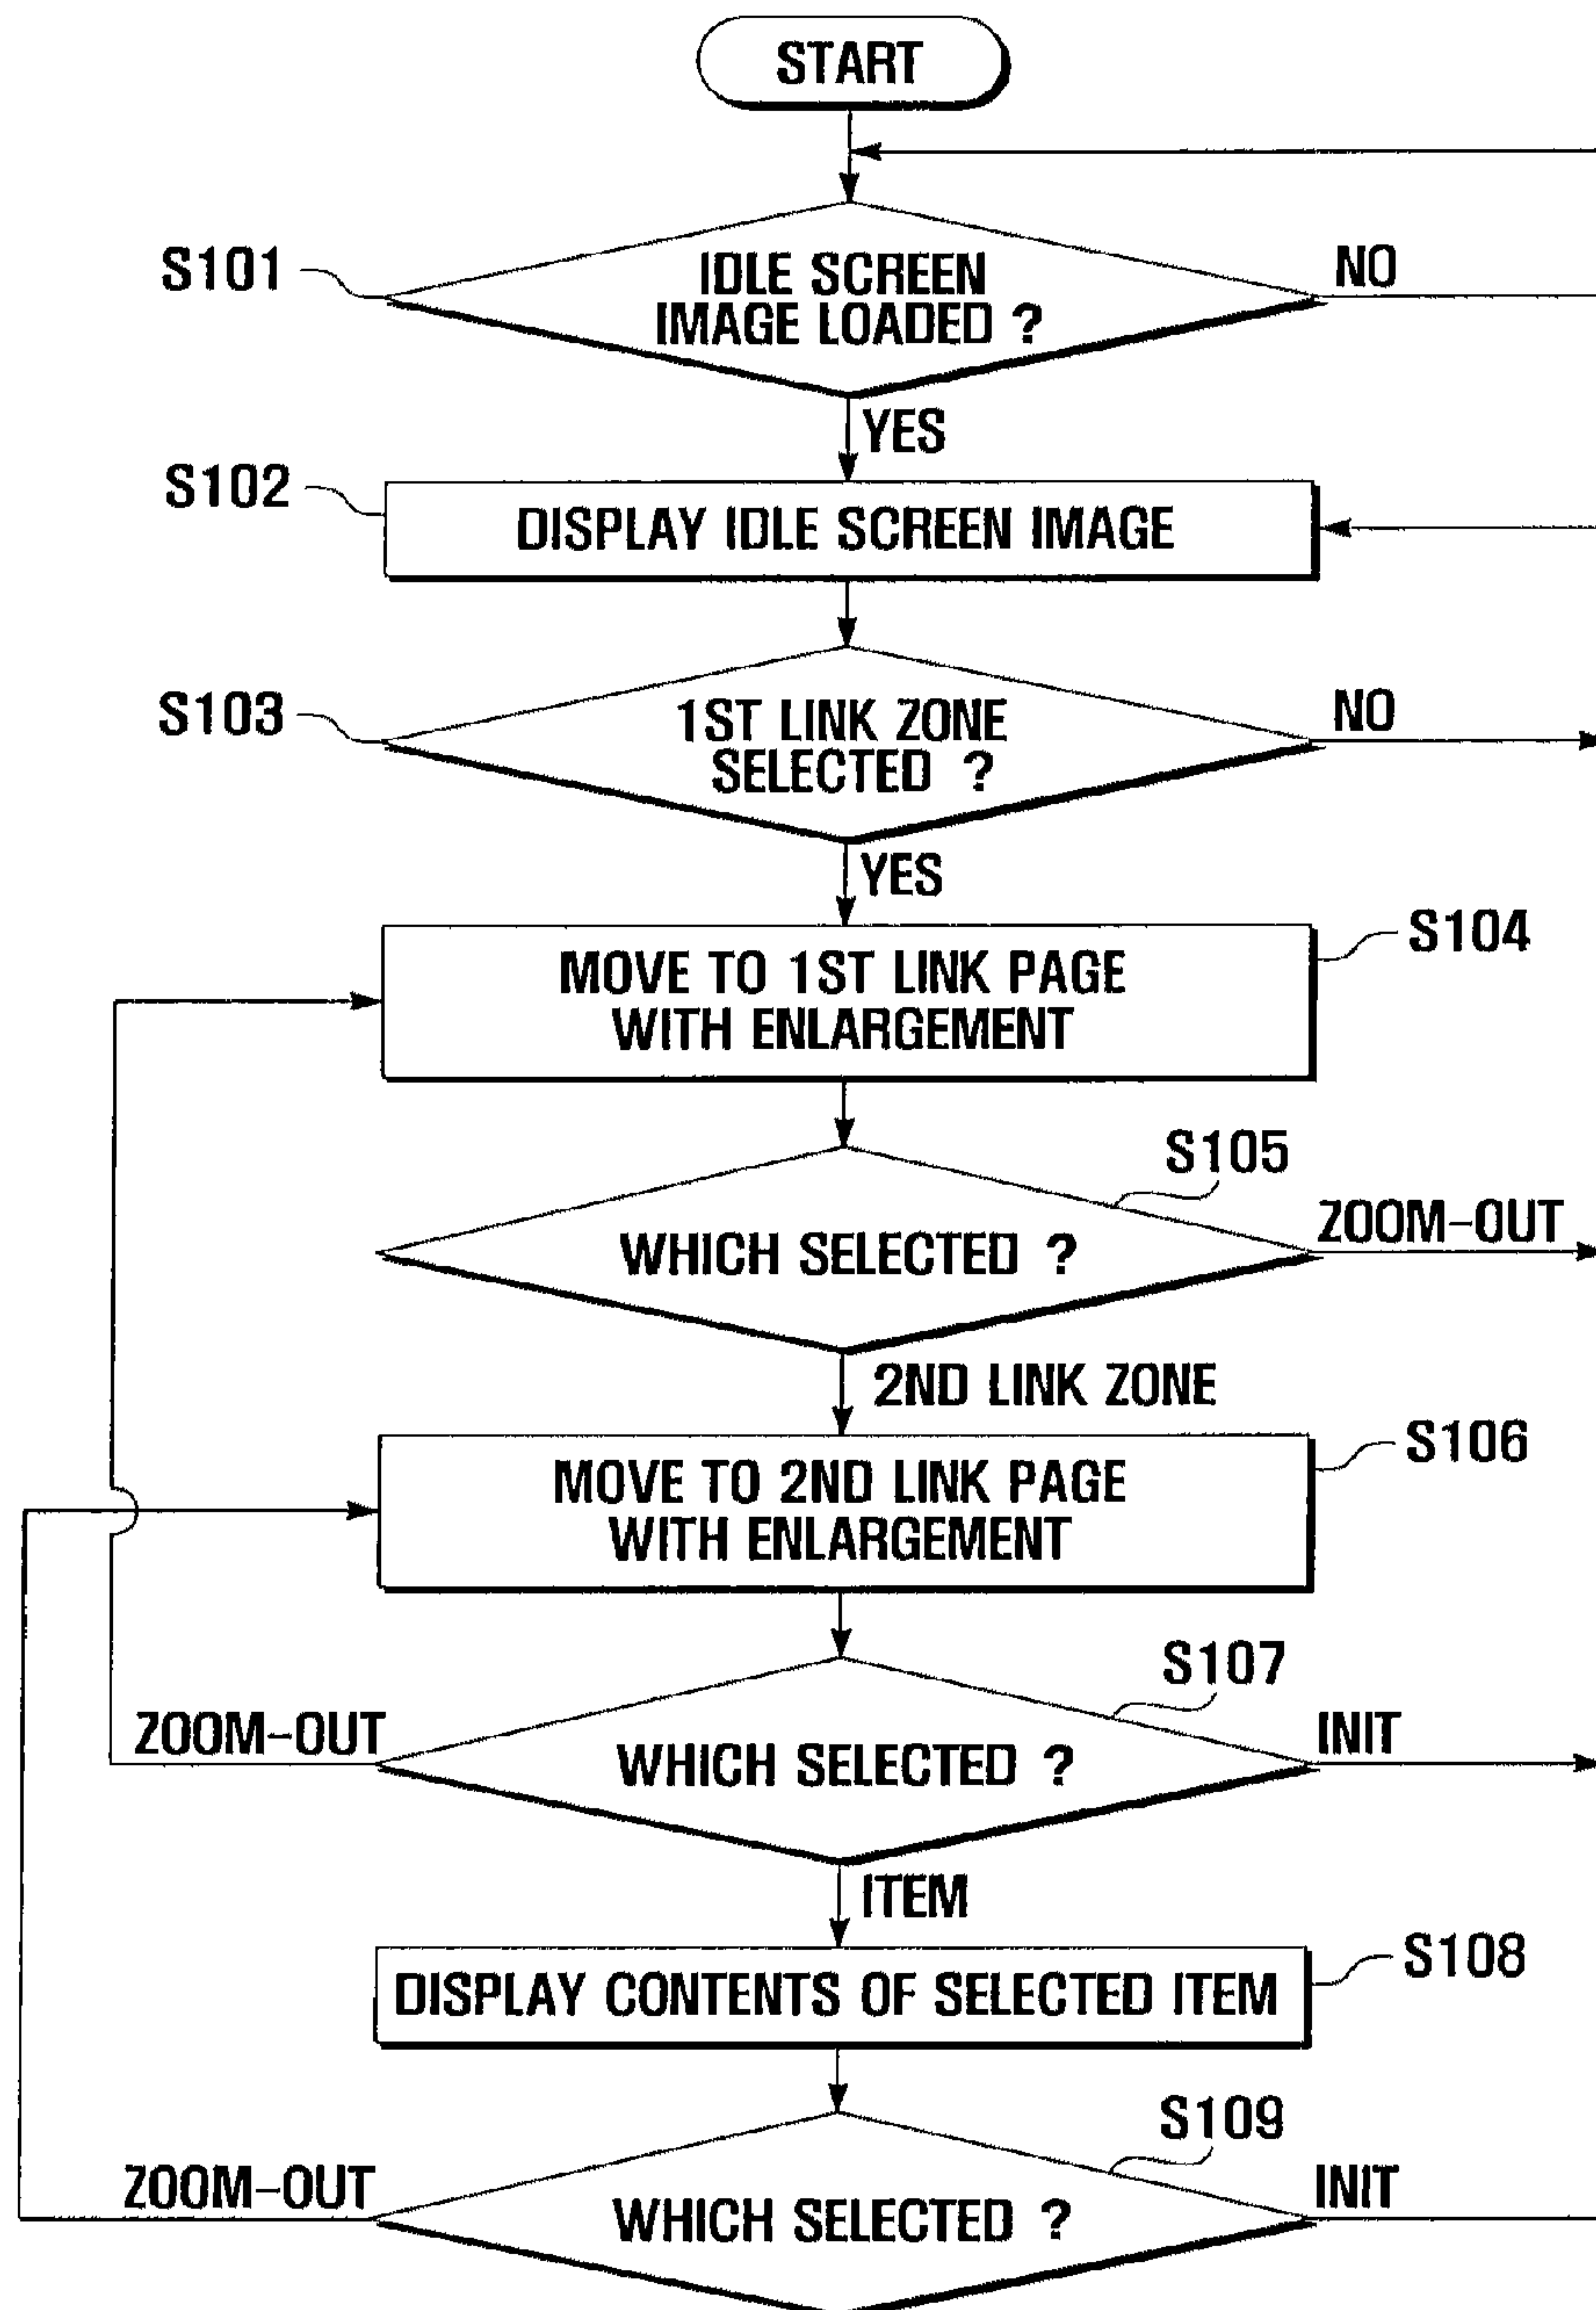 START
S101
IDLE SCREEN
IMAGE LOADED ?
NO
YES
S102
DISPLAY IDLE SCREEN IMAGE
S103
1ST LINK ZONE
SELECTED ?
NO
YES
S104
MOVE TO 1ST LINK PAGE
WITH ENLARGEMENT
S105
WHICH SELECTED ?
ZOOM-OUT
2ND LINK ZONE
S106
MOVE TO 2ND LINK PAGE
WITH ENLARGEMENT
S107
ZOOM-OUT
WHICH SELECTED ?
INIT
ITEM
S108
DISPLAY CONTENTS OF SELECTED ITEM
S109
ZOOM-OUT
WHICH SELECTED ?
INIT